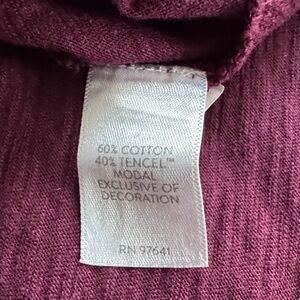 60% COTTON
40% TENCEL™
MODAL
EXCLUSIVE OF
DECORATION
RN 97641